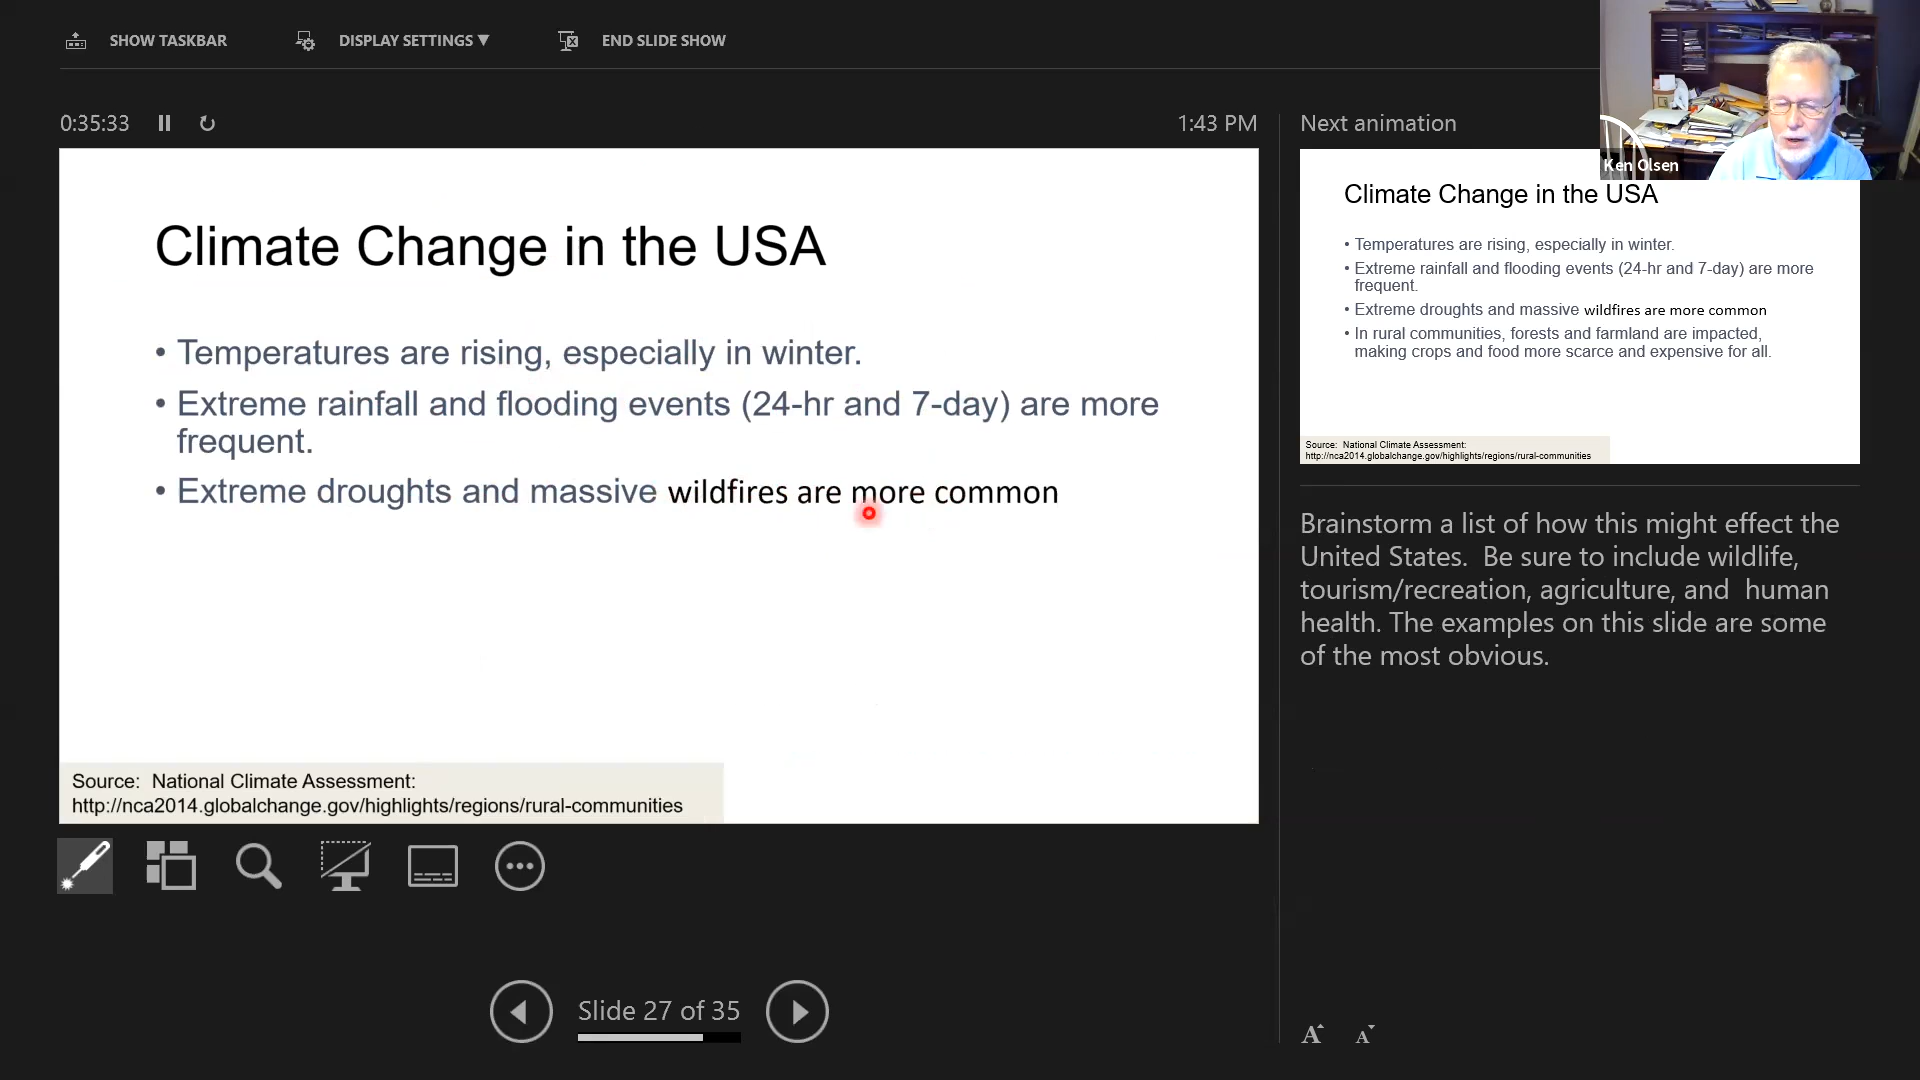 SHOW TASKBAR
DISPLAY SETTINGS ▼
END SLIDE SHOW
0:35:33
1:43 PM
Climate Change in the USA
• Temperatures are rising, especially in winter.
• Extreme rainfall and flooding events (24-hr and 7-day) are more
frequent.
• Extreme droughts and massive wildfires are more common
Source:  National Climate Assessment:
http://nca2014.globalchange.gov/highlights/regions/rural-communities
Slide 27 of 35
Next animation
Ken Olsen
Climate Change in the USA
• Temperatures are rising, especially in winter.
• Extreme rainfall and flooding events (24-hr and 7-day) are more
frequent.
• Extreme droughts and massive wildfires are more common
• In rural communities, forests and farmland are impacted,
making crops and food more scarce and expensive for all.
Source:  National Climate Assessment:
http://nca2014.globalchange.gov/highlights/regions/rural-communities
Brainstorm a list of how this might effect the
United States.  Be sure to include wildlife,
tourism/recreation, agriculture, and  human
health. The examples on this slide are some
of the most obvious.
A A